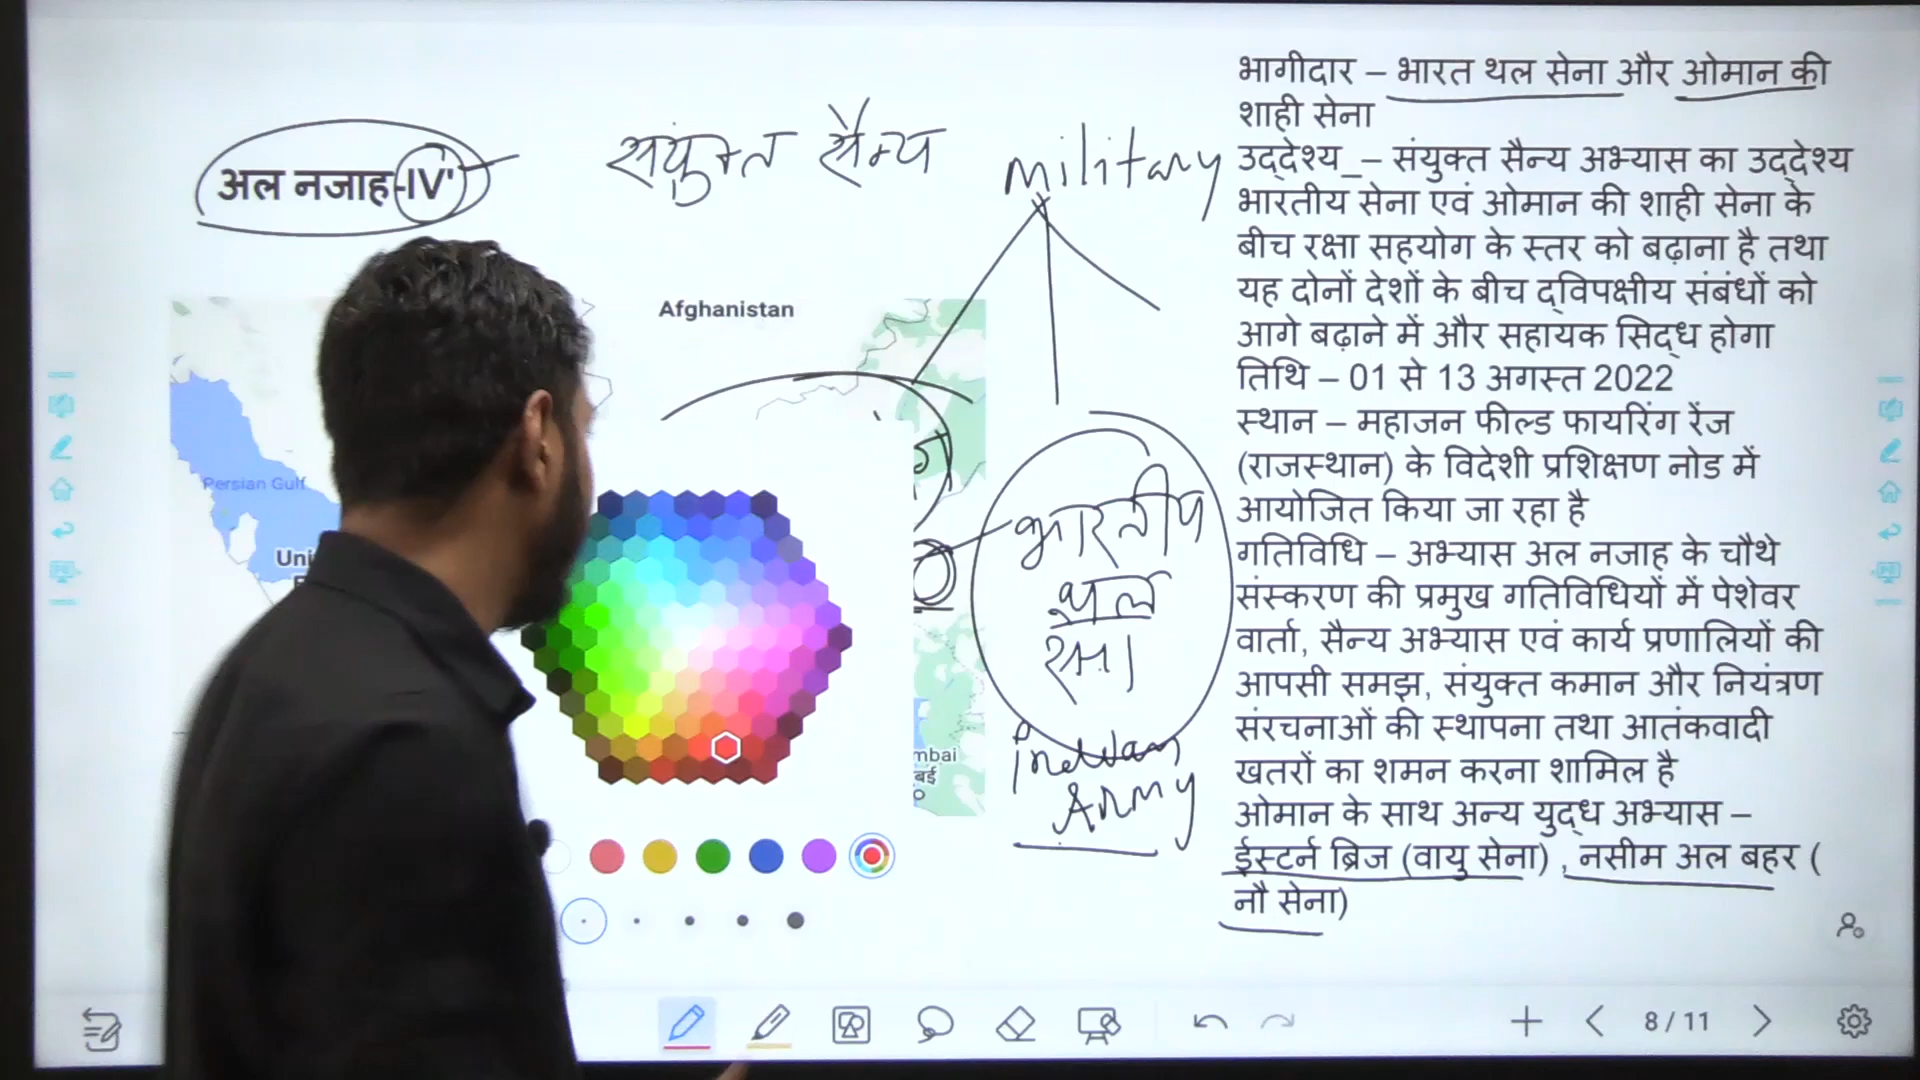 अल नजाह-IV'
संयुक्त सैन्य military
Afghanistan
Persian Gulf
Uni
भारतीय
थल
सेना
indian
Army
mbai
बई
भागीदार – भारत थल सेना और ओमान की
शाही सेना
उद्देश्य_– संयुक्त सैन्य अभ्यास का उद्देश्य
भारतीय सेना एवं ओमान की शाही सेना के
बीच रक्षा सहयोग के स्तर को बढ़ाना है तथा
यह दोनों देशों के बीच द्विपक्षीय संबंधों को
आगे बढ़ाने में और सहायक सिद्ध होगा
तिथि – 01 से 13 अगस्त 2022
स्थान – महाजन फील्ड फायरिंग रेंज
(राजस्थान) के विदेशी प्रशिक्षण नोड में
आयोजित किया जा रहा है
गतिविधि – अभ्यास अल नजाह के चौथे
संस्करण की प्रमुख गतिविधियों में पेशेवर
वार्ता, सैन्य अभ्यास एवं कार्य प्रणालियों की
आपसी समझ, संयुक्त कमान और नियंत्रण
संरचनाओं की स्थापना तथा आतंकवादी
खतरों का शमन करना शामिल है
ओमान के साथ अन्य युद्ध अभ्यास –
ईस्टर्न ब्रिज (वायु सेना) , नसीम अल बहर (
नौ सेना)
8 / 11